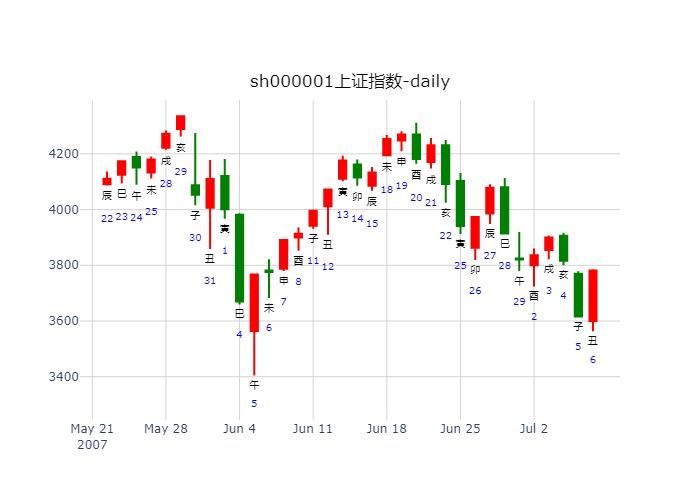 sh000001上证指数-daily
4200
4000
3800
3600
3400
辰 22
巳 23
午 24
未 25
戌 28
亥 29
子 30
丑 31
寅 1
巳 4
午 5
未 6
申 7
酉 8
子 11
丑 12
寅 13
卯 14
辰 15
未 18
申 19
酉 20
戌 21
亥 22
寅 25
卯 26
辰 27
巳 28
午 29
酉 2
戌 3
亥 4
子 5
丑 6
May 21 May 28 Jun 4 Jun 11 Jun 18 Jun 25 Jul 2
2007